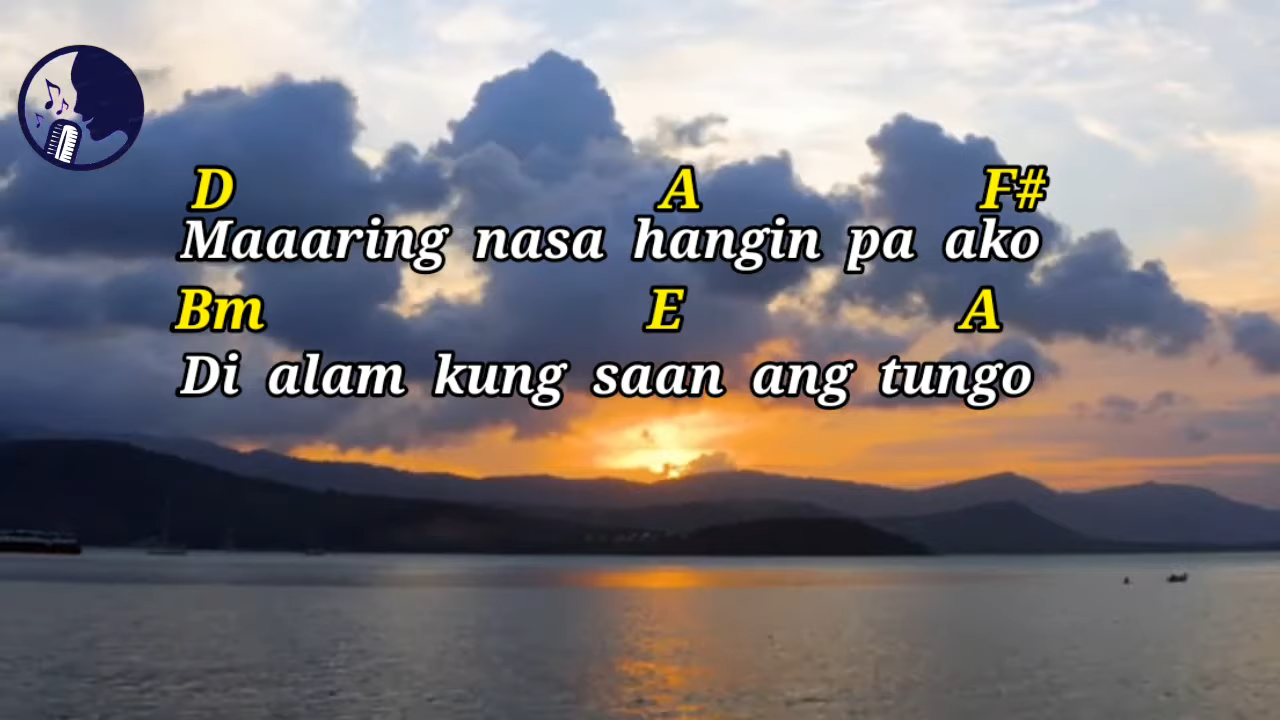 D A F#
Maaaring nasa hangin pa ako
Bm E A
Di alam kung saan ang tungo